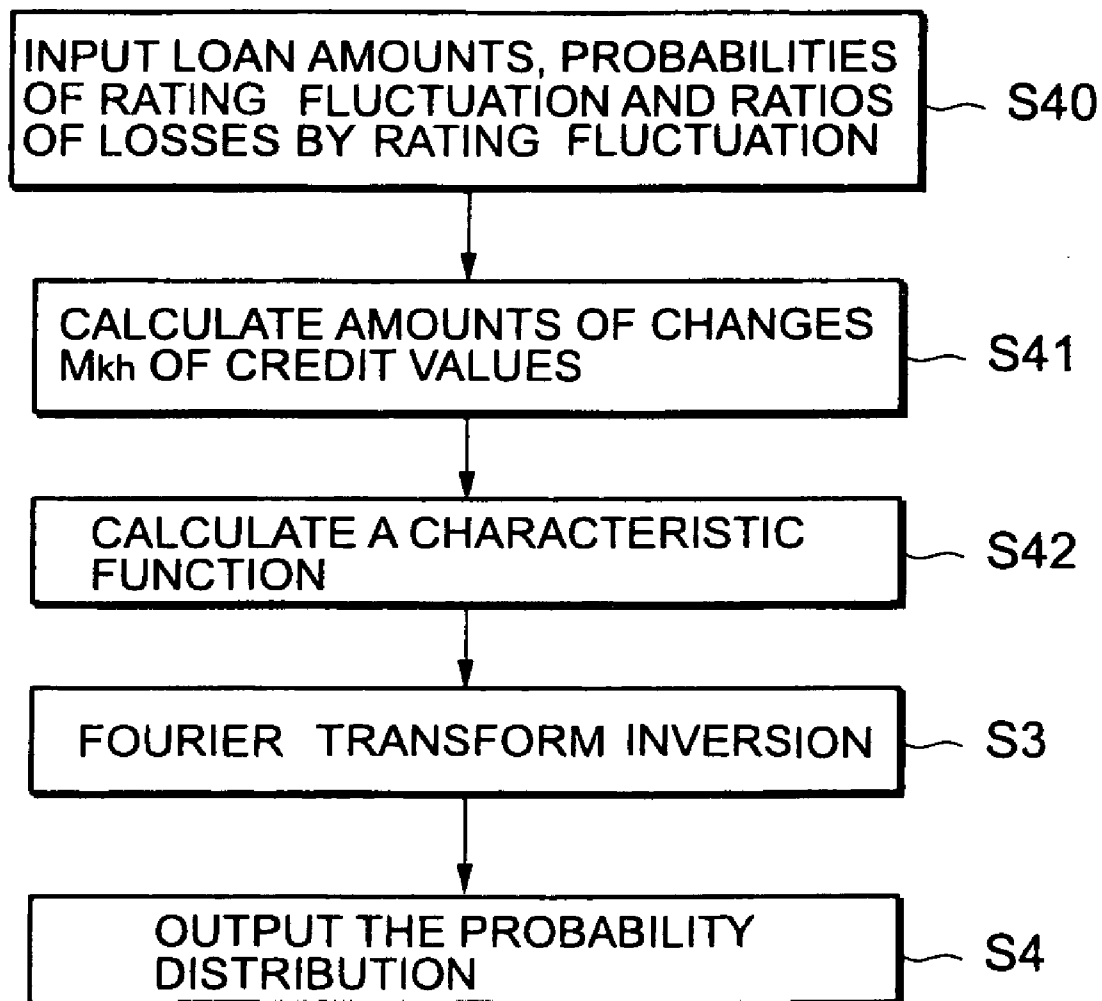 INPUT LOAN AMOUNTS, PROBABILITIES
OF RATING FLUCTUATION AND RATIOS
OF LOSSES BY RATING FLUCTUATION
S40
CALCULATE AMOUNTS OF CHANGES
Mkh OF CREDIT VALUES
S41
CALCULATE A CHARACTERISTIC
FUNCTION
S42
FOURIER TRANSFORM INVERSION
S3
OUTPUT THE PROBABILITY
DISTRIBUTION
S4